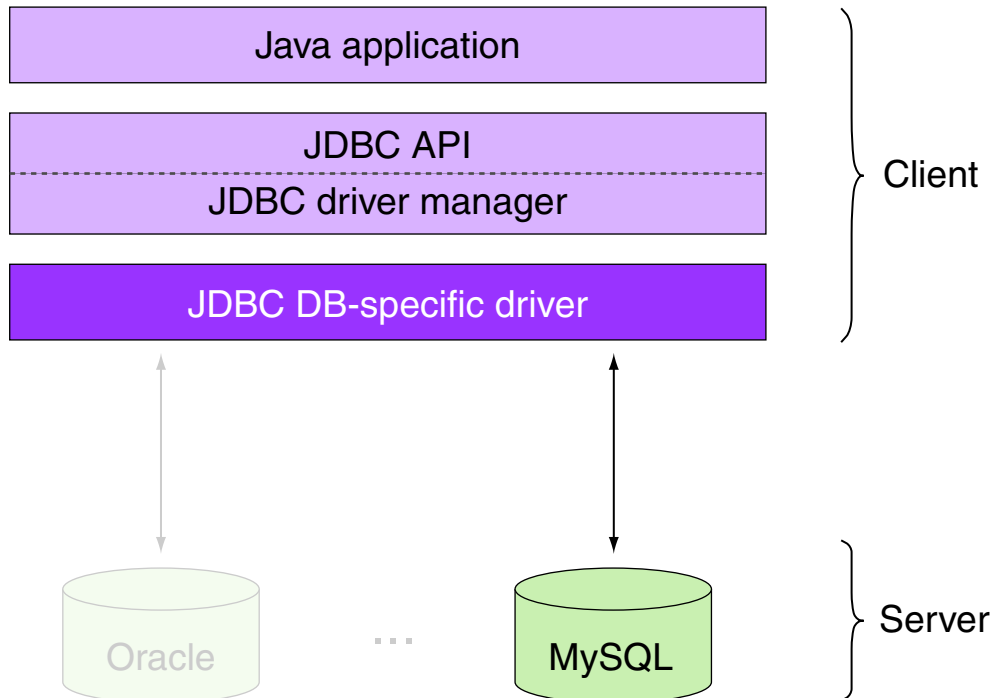 Java application
JDBC API
JDBC driver manager
Client
JDBC DB-specific driver
Oracle
...
MySQL
Server